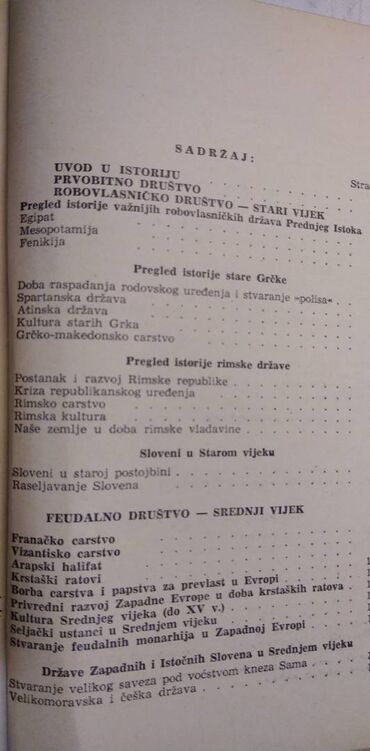 SADRŽAJ:
Stra
UVOD U ISTORIJU
PRVOBITNO DRUŠTVO
ROBOVLASNIČKO DRUŠTVO — STARI VIJEK
Pregled istorije važnijih robovlasničkih država Prednjeg Istoka
Egipat
Mesopotamija
Fenikija
Pregled istorije stare Grčke
Doba raspadanja rodovskog uređenja i stvaranje »polisa«
Spartanska država
Atinska država
Kultura starih Grka
Grčko-makedonsko carstvo
Pregled istorije rimske države
Postanak i razvoj Rimske republike
Kriza republikanskog uređenja
Rimsko carstvo
Rimska kultura
Naše zemlje u doba rimske vladavine
Sloveni u Starom vijeku
Sloveni u staroj postojbini
Raseljavanje Slovena
FEUDALNO DRUŠTVO — SREDNJI VIJEK
Franačko carstvo
Vizantisko carstvo
Arapski halifat
Krstaški ratovi
Borba carstva i papstva za prevlast u Evropi
Privredni razvoj Zapadne Evrope u doba krstaških ratova
Kultura Srednjeg vijeka (do XV v.)
Seljački ustanci u Srednjem vijeku
Stvaranje feudalnih monarhija u Zapadnoj Evropi
Države Zapadnih i Istočnih Slovena u Srednjem vijeku
Stvaranje velikog saveza pod voćstvom kneza Sama
Velikomoravska i češka država